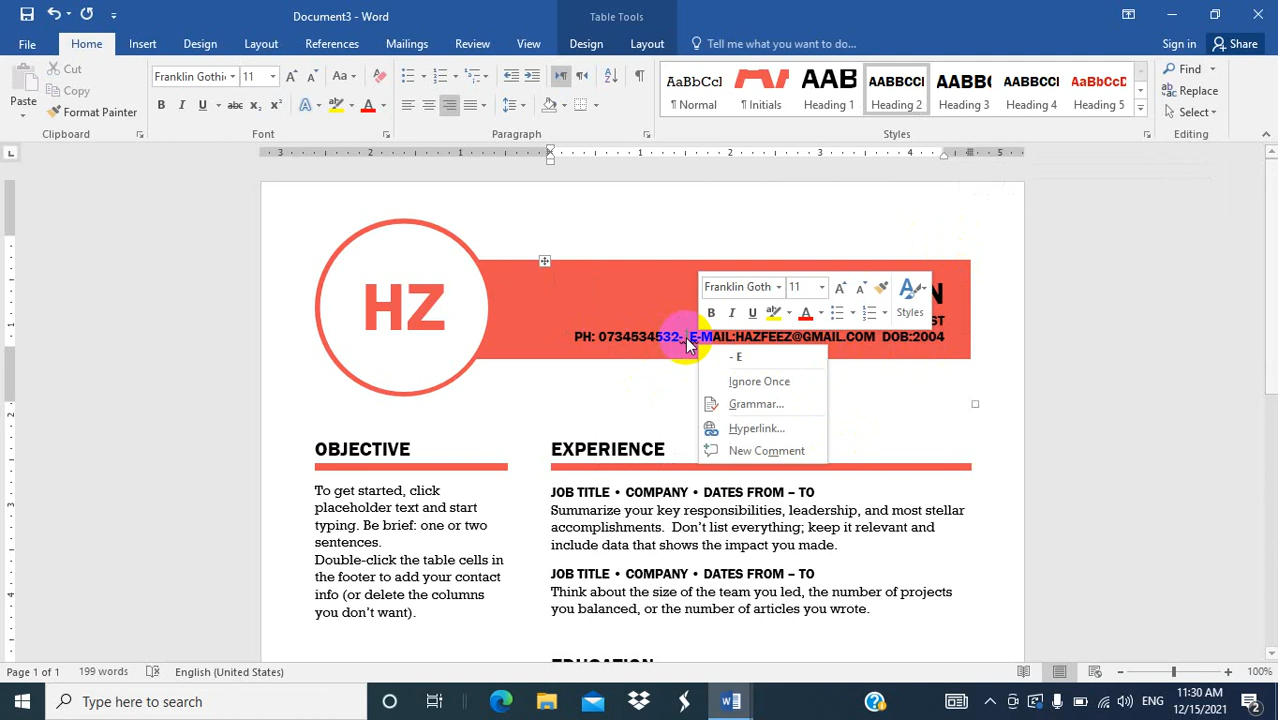 Document3 - Word
Table Tools
File
Home
Insert
Design
Layout
References
Mailings
Review
View
Design
Layout
Tell me what you want to do...
Sign in
Share
Paste
Cut
Copy
Format Painter
Clipboard
Franklin Gothi
11
Font
Paragraph
AaBbCcl
¶ Normal
¶ Initials
AAB
Heading 1
AABBCCI
Heading 2
AABBC
Heading 3
AABBCCI
Heading 4
AaBbCcI
Heading 5
Styles
Find
Replace
Select
Editing
HZ
N
ST
PH: 0734534532- E-MAIL:HAZFEEZ@GMAIL.COM DOB:2004
Franklin Goth
11
Styles
- E
Ignore Once
Grammar...
Hyperlink...
New Comment
OBJECTIVE
To get started, click
placeholder text and start
typing. Be brief: one or two
sentences.
Double-click the table cells in
the footer to add your contact
info (or delete the columns
you don't want).
EXPERIENCE
JOB TITLE • COMPANY • DATES FROM – TO
Summarize your key responsibilities, leadership, and most stellar
accomplishments. Don't list everything; keep it relevant and
include data that shows the impact you made.
JOB TITLE • COMPANY • DATES FROM – TO
Think about the size of the team you led, the number of projects
you balanced, or the number of articles you wrote.
EDUCATION
Page 1 of 1
199 words
English (United States)
100%
Type here to search
ENG
11:30 AM
12/15/2021
2